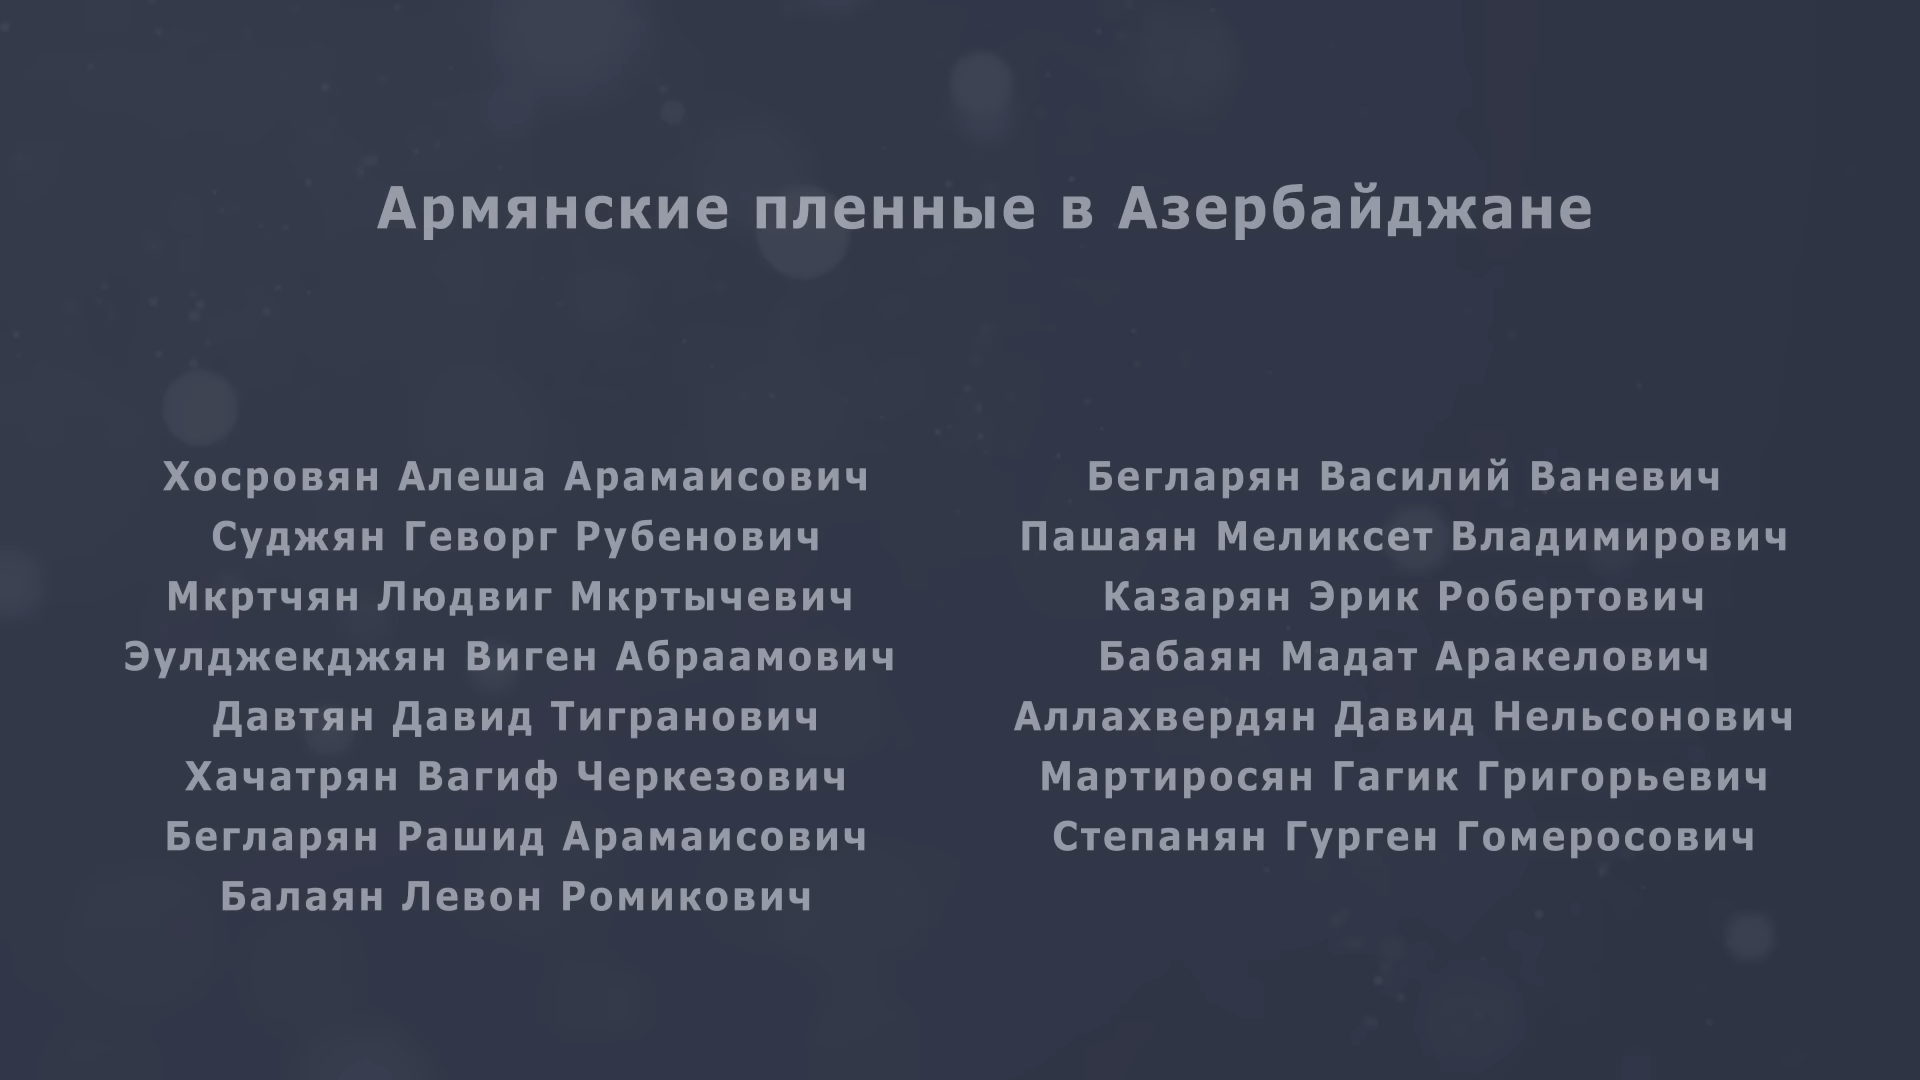 Армянские пленные в Азербайджане
Хосровян Алеша Арамаисович
Суджян Геворг Рубенович
Мкртчян Людвиг Мкртычевич
Эулджекджян Виген Абраамович
Давтян Давид Тигранович
Хачатрян Вагиф Черкезович
Бегларян Рашид Арамаисович
Балаян Левон Ромикович
Бегларян Василий Ваневич
Пашаян Меликсет Владимирович
Казарян Эрик Робертович
Бабаян Мадат Аракелович
Аллахвердян Давид Нельсонович
Мартиросян Гагик Григорьевич
Степанян Гурген Гомеросович